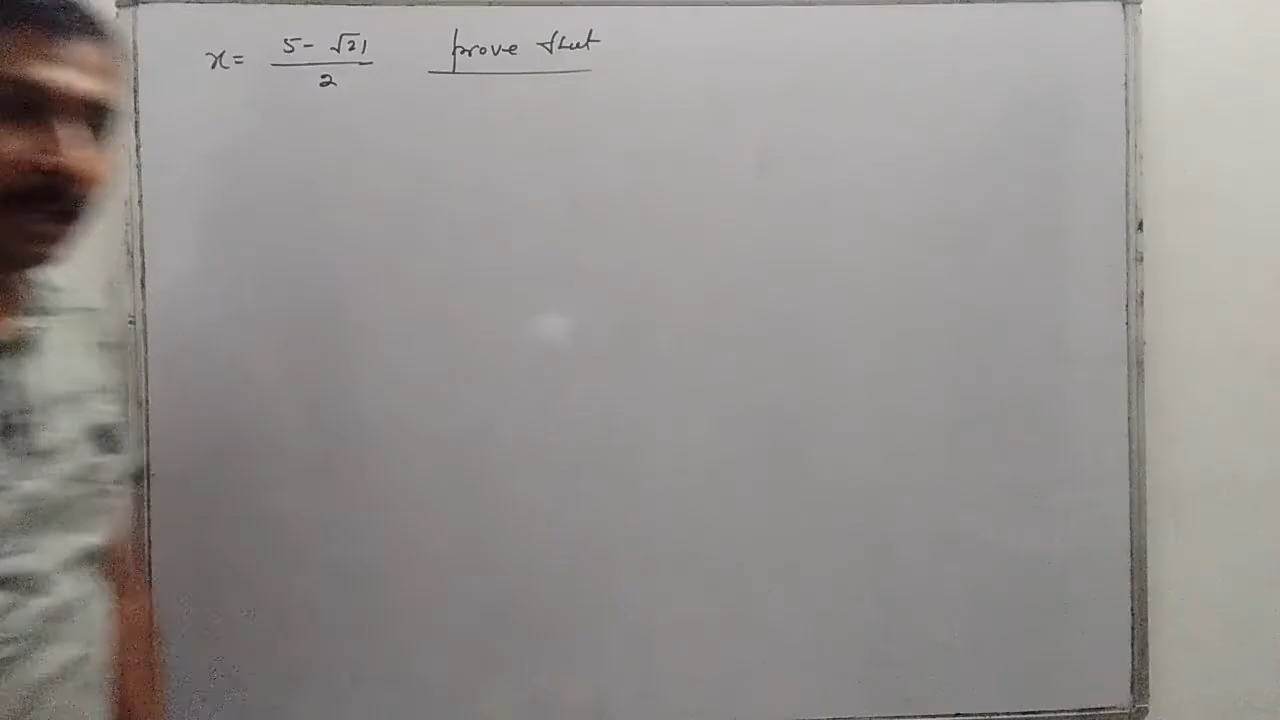 x = (5 - √21)/2 prove that